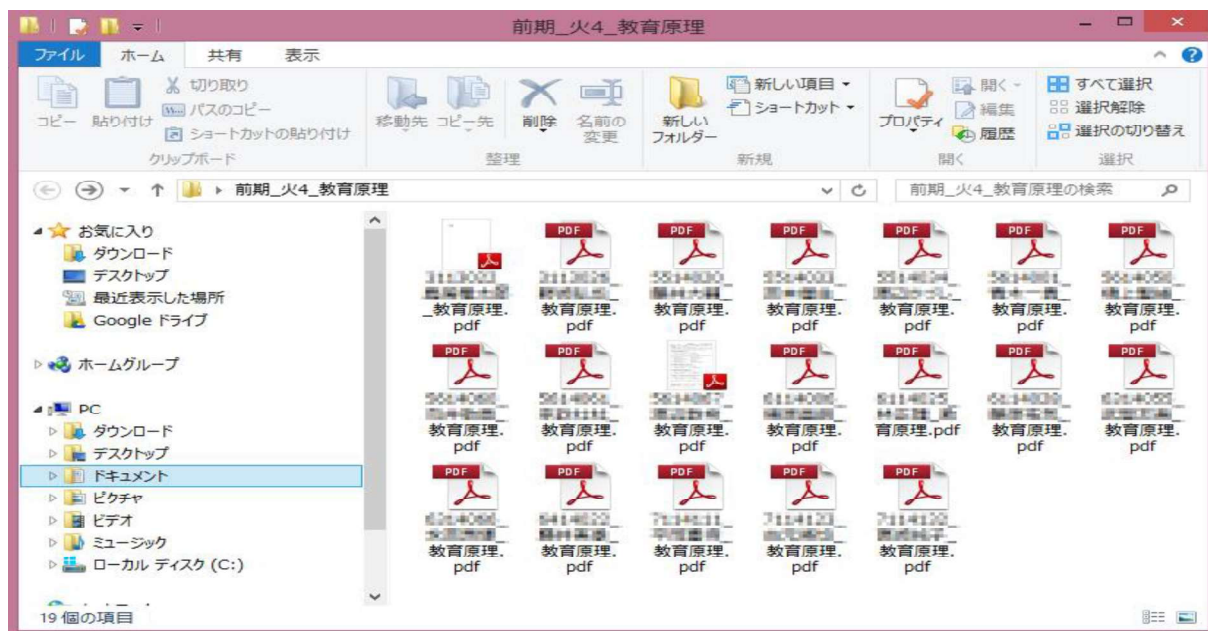 前期_火4_教育原理
ファイル ホーム 共有 表示
コピー
貼り付け
切り取り
パスのコピー
ショートカットの貼り付け
クリップボード
移動先 コピー先
削除
名前の
変更
整理
新しい
フォルダー
新しい項目
ショートカット
新規
プロパティ
開く
編集
履歴
開く
すべて選択
選択解除
選択の切り替え
選択
前期_火4_教育原理
前期_火4_教育原理の検索
お気に入り
ダウンロード
デスクトップ
最近表示した場所
Google ドライブ
ホームグループ
PC
ダウンロード
デスクトップ
ドキュメント
ピクチャ
ビデオ
ミュージック
ローカル ディスク (C:)
PDF PDF PDF PDF PDF PDF
_教育原理. 教育原理. 教育原理. 教育原理. 教育原理. 教育原理. 教育原理.
pdf pdf pdf pdf pdf pdf pdf
PDF PDF PDF PDF PDF PDF
教育原理. 教育原理. 教育原理. 教育原理. 育原理.pdf 教育原理. 教育原理.
pdf pdf pdf pdf pdf pdf
PDF PDF PDF PDF PDF
教育原理. 教育原理. 教育原理. 教育原理. 教育原理.
pdf pdf pdf pdf pdf
19 個の項目